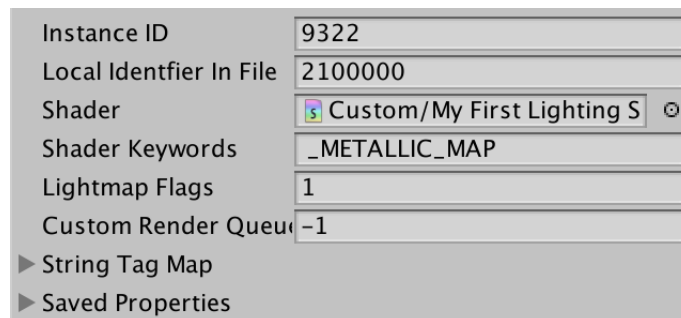 Instance ID 9322
Local Identfier In File 2100000
Shader Custom/My First Lighting S
Shader Keywords _METALLIC_MAP
Lightmap Flags 1
Custom Render Queu -1
String Tag Map
Saved Properties